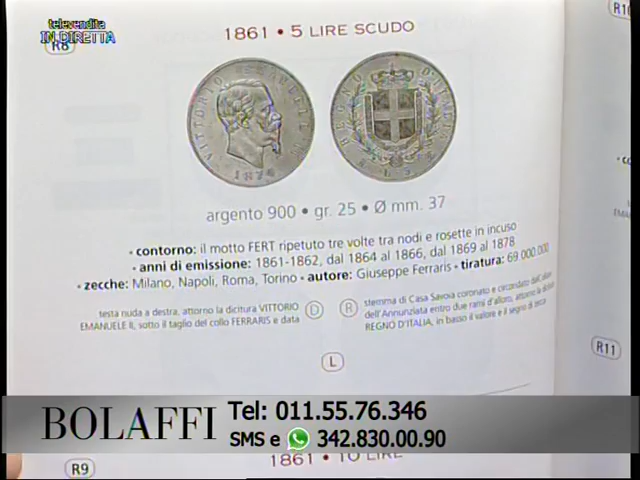 televendita
IN DIRETTA
R8
R10
1861 • 5 LIRE SCUDO
VITTORIO
1874
REGNO D'ITALIA
5 L
argento 900 • gr. 25 • Ø mm. 37
• contorno: il motto FERT ripetuto tre volte tra nodi e rosette in incuso
• anni di emissione: 1861-1862, dal 1864 al 1866, dal 1869 al 1878
• zecche: Milano, Napoli, Roma, Torino • autore: Giuseppe Ferraris • tiratura: 69 000 000
testa nuda a destra, attorno la dicitura VITTORIO
EMANUELE II, sotto il taglio del collo FERRARIS e data
D
R
stemma di Casa Savoia coronato e circondato dal collare
dell'Annunziata entro due rami d'alloro, attorno la dicitura
REGNO D'ITALIA, in basso il valore e il segno di zecca
L
R11
BOLAFFI
Tel: 011.55.76.346
SMS e 342.830.00.90
R9
1861 • 10 LIRE